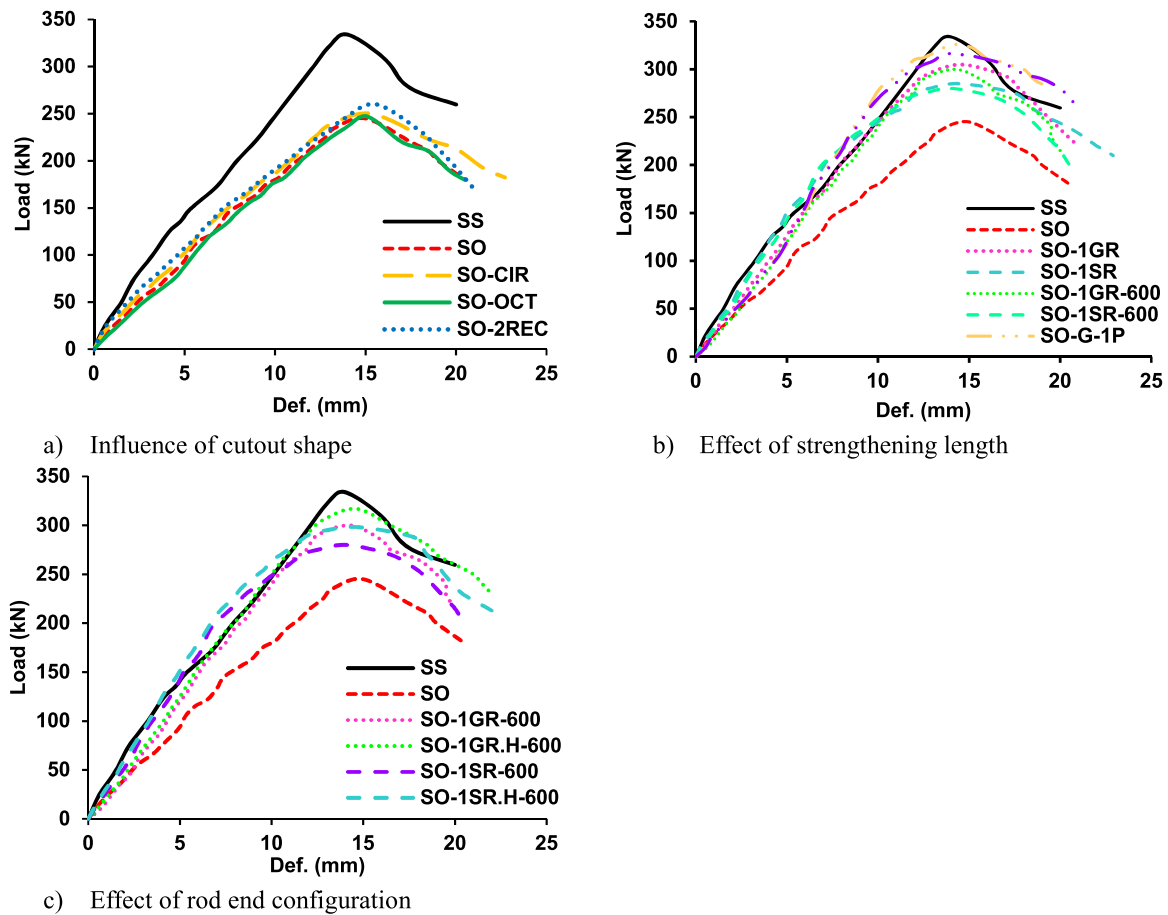 350
300
250
200
150
100
50
0
Load (kN)
0 5 10 15 20 25
Def. (mm)
SS
SO
SO-CIR
SO-OCT
SO-2REC
a) Influence of cutout shape
350
300
250
200
150
100
50
0
Load (kN)
0 5 10 15 20 25
Def. (mm)
SS
SO
SO-1GR
SO-1SR
SO-1GR-600
SO-1SR-600
SO-G-1P
b) Effect of strengthening length
350
300
250
200
150
100
50
0
Load (kN)
0 5 10 15 20 25
Def. (mm)
SS
SO
SO-1GR-600
SO-1GR.H-600
SO-1SR-600
SO-1SR.H-600
c) Effect of rod end configuration